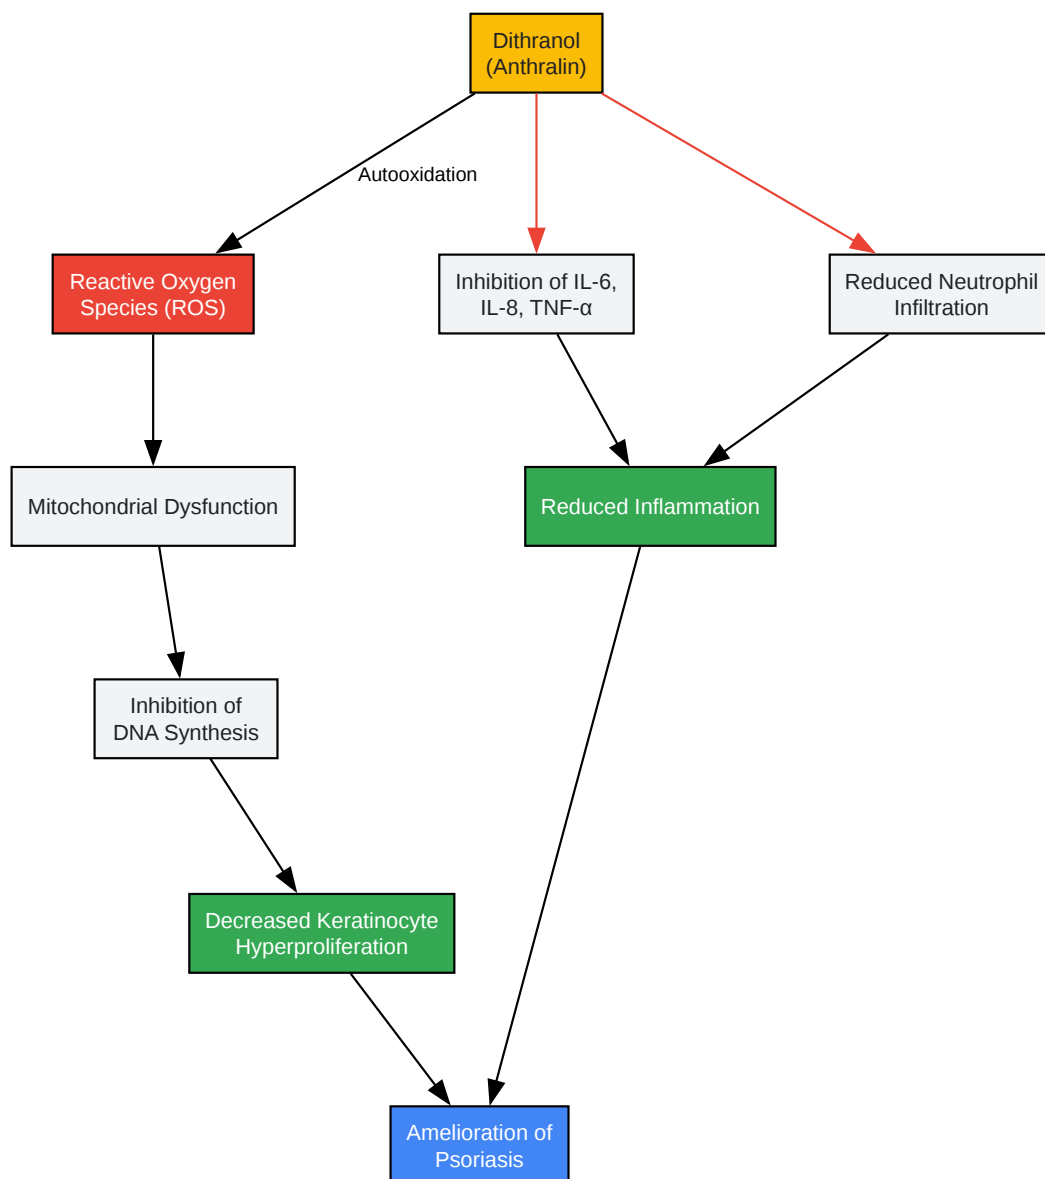 Dithranol
(Anthralin)
Autooxidation
Reactive Oxygen
Species (ROS)
Inhibition of IL-6,
IL-8, TNF-α
Reduced Neutrophil
Infiltration
Mitochondrial Dysfunction
Reduced Inflammation
Inhibition of
DNA Synthesis
Decreased Keratinocyte
Hyperproliferation
Amelioration of
Psoriasis